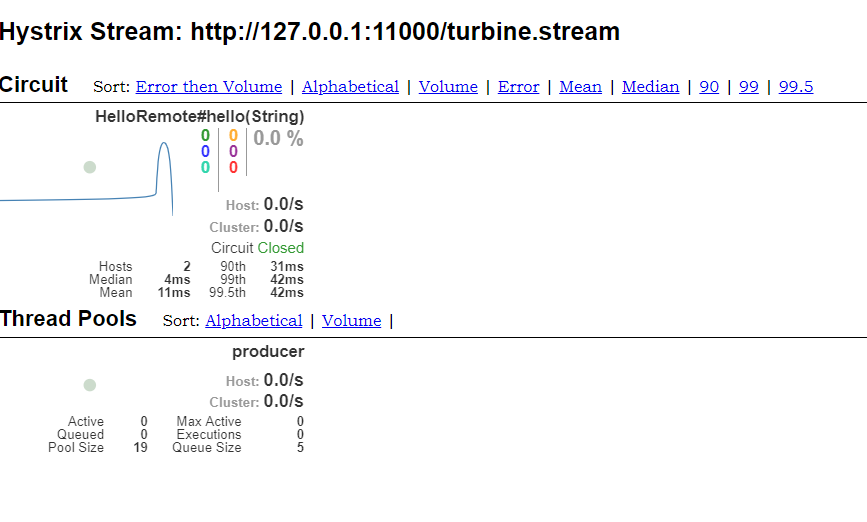 Hystrix Stream: http://127.0.0.1:11000/turbine.stream
Circuit Sort: Error then Volume | Alphabetical | Volume | Error | Mean | Median | 90 | 99 | 99.5
HelloRemote#hello(String)
0 0 0.0 %
0 0
0 0
Host: 0.0/s
Cluster: 0.0/s
Circuit Closed
Hosts 2 90th 31ms
Median 4ms 99th 42ms
Mean 11ms 99.5th 42ms
Thread Pools Sort: Alphabetical | Volume |
producer
Host: 0.0/s
Cluster: 0.0/s
Active 0 Max Active 0
Queued 0 Executions 0
Pool Size 19 Queue Size 5